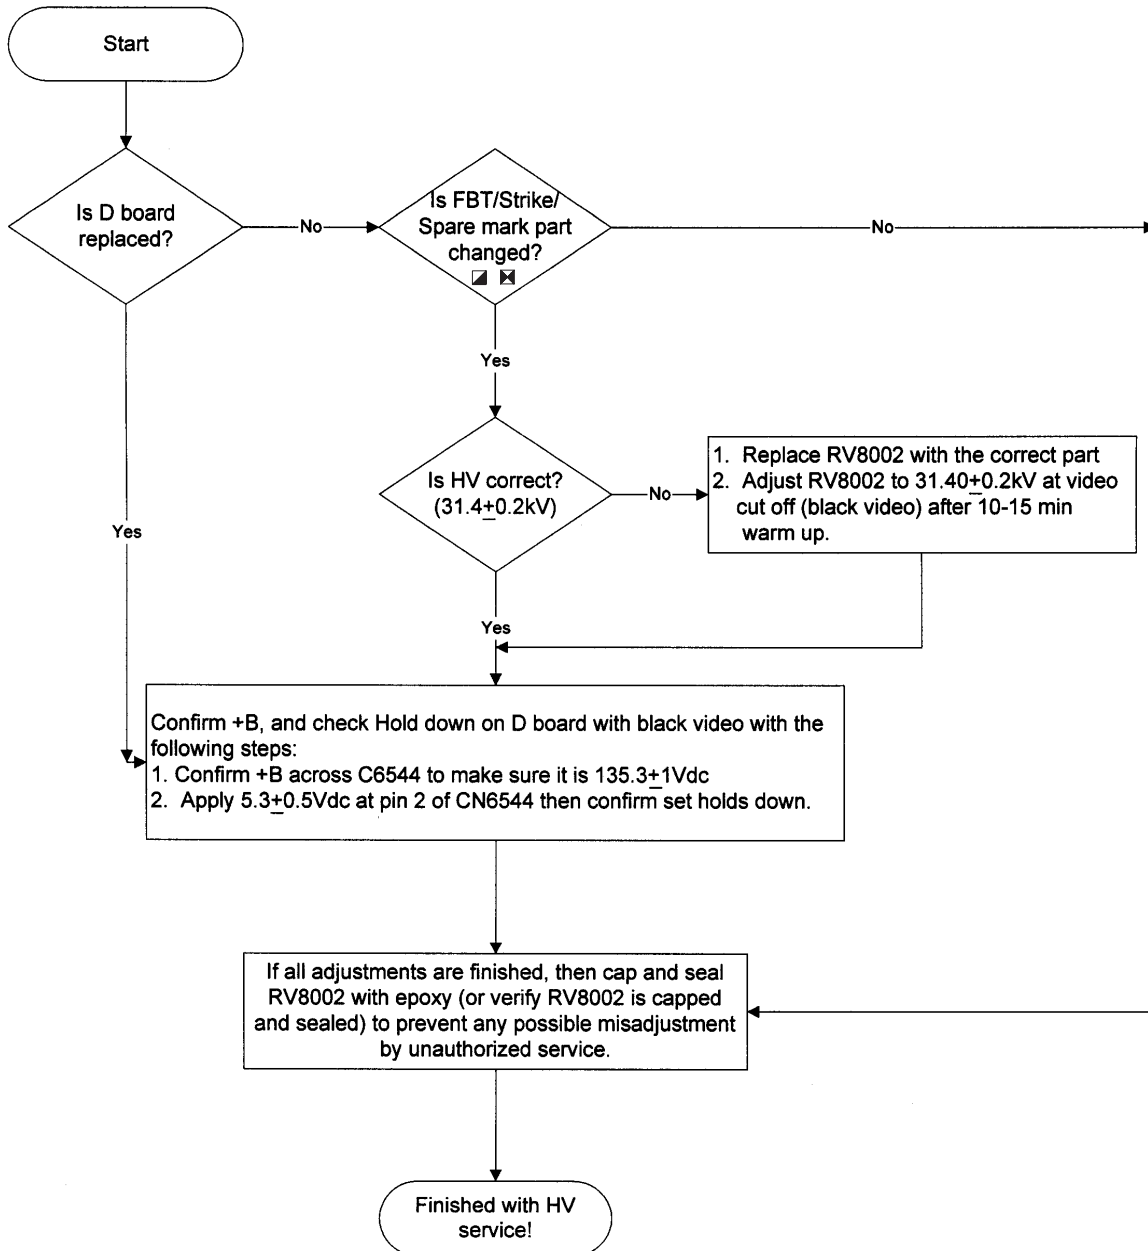 Start
Is D board
replaced?
No
Is FBT/Strike/
Spare mark part
changed?
No
Yes
Is HV correct?
(31.4±0.2kV)
No
1. Replace RV8002 with the correct part
2. Adjust RV8002 to 31.40±0.2kV at video
cut off (black video) after 10-15 min
warm up.
Yes
Yes
Confirm +B, and check Hold down on D board with black video with the
following steps:
1. Confirm +B across C6544 to make sure it is 135.3±1Vdc
2. Apply 5.3±0.5Vdc at pin 2 of CN6544 then confirm set holds down.
If all adjustments are finished, then cap and seal
RV8002 with epoxy (or verify RV8002 is capped
and sealed) to prevent any possible misadjustment
by unauthorized service.
Finished with HV
service!